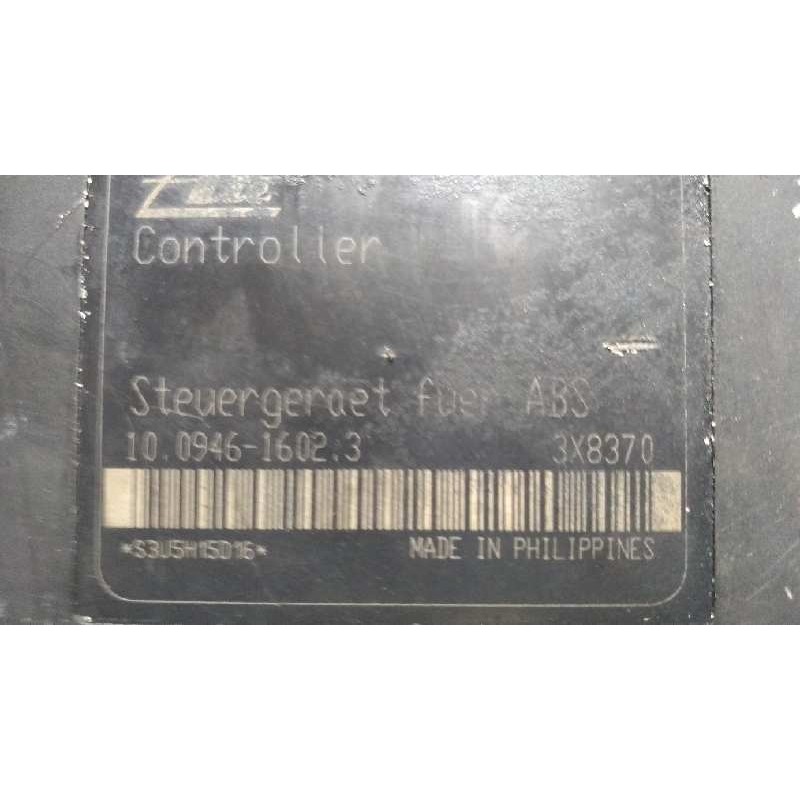 Controller
Steuergeraet fuer ABS
10.0946-1602.3 3X8370
*S3U5H15D16*
MADE IN PHILIPPINES